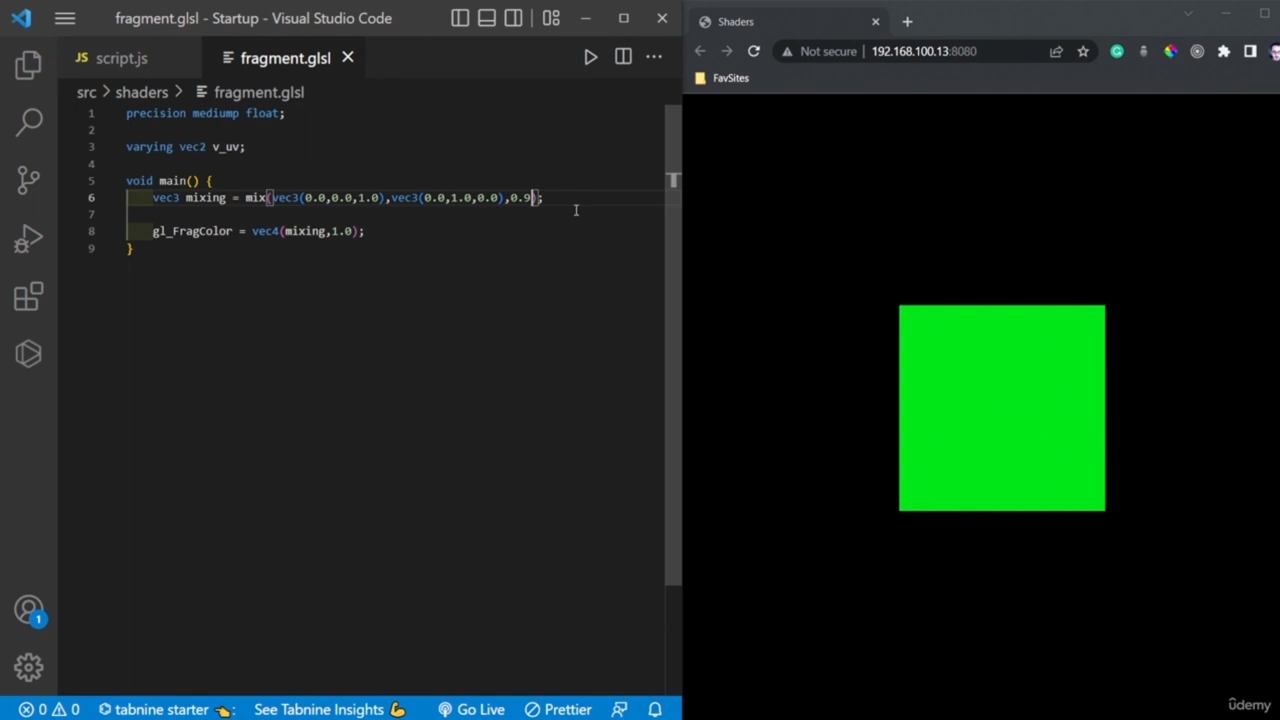 fragment.glsl - Startup - Visual Studio Code
JS script.js
fragment.glsl
src > shaders > fragment.glsl
1 precision mediump float;
2
3 varying vec2 v_uv;
4
5 void main() {
6 vec3 mixing = mix(vec3(0.0,0.0,1.0),vec3(0.0,1.0,0.0),0.9);
7
8 gl_FragColor = vec4(mixing,1.0);
9 }
1
0 0 tabnine starter 👈: See Tabnine Insights 💪 Go Live Prettier
Shaders
Not secure 192.168.100.13:8080
FavSites
ûdemy